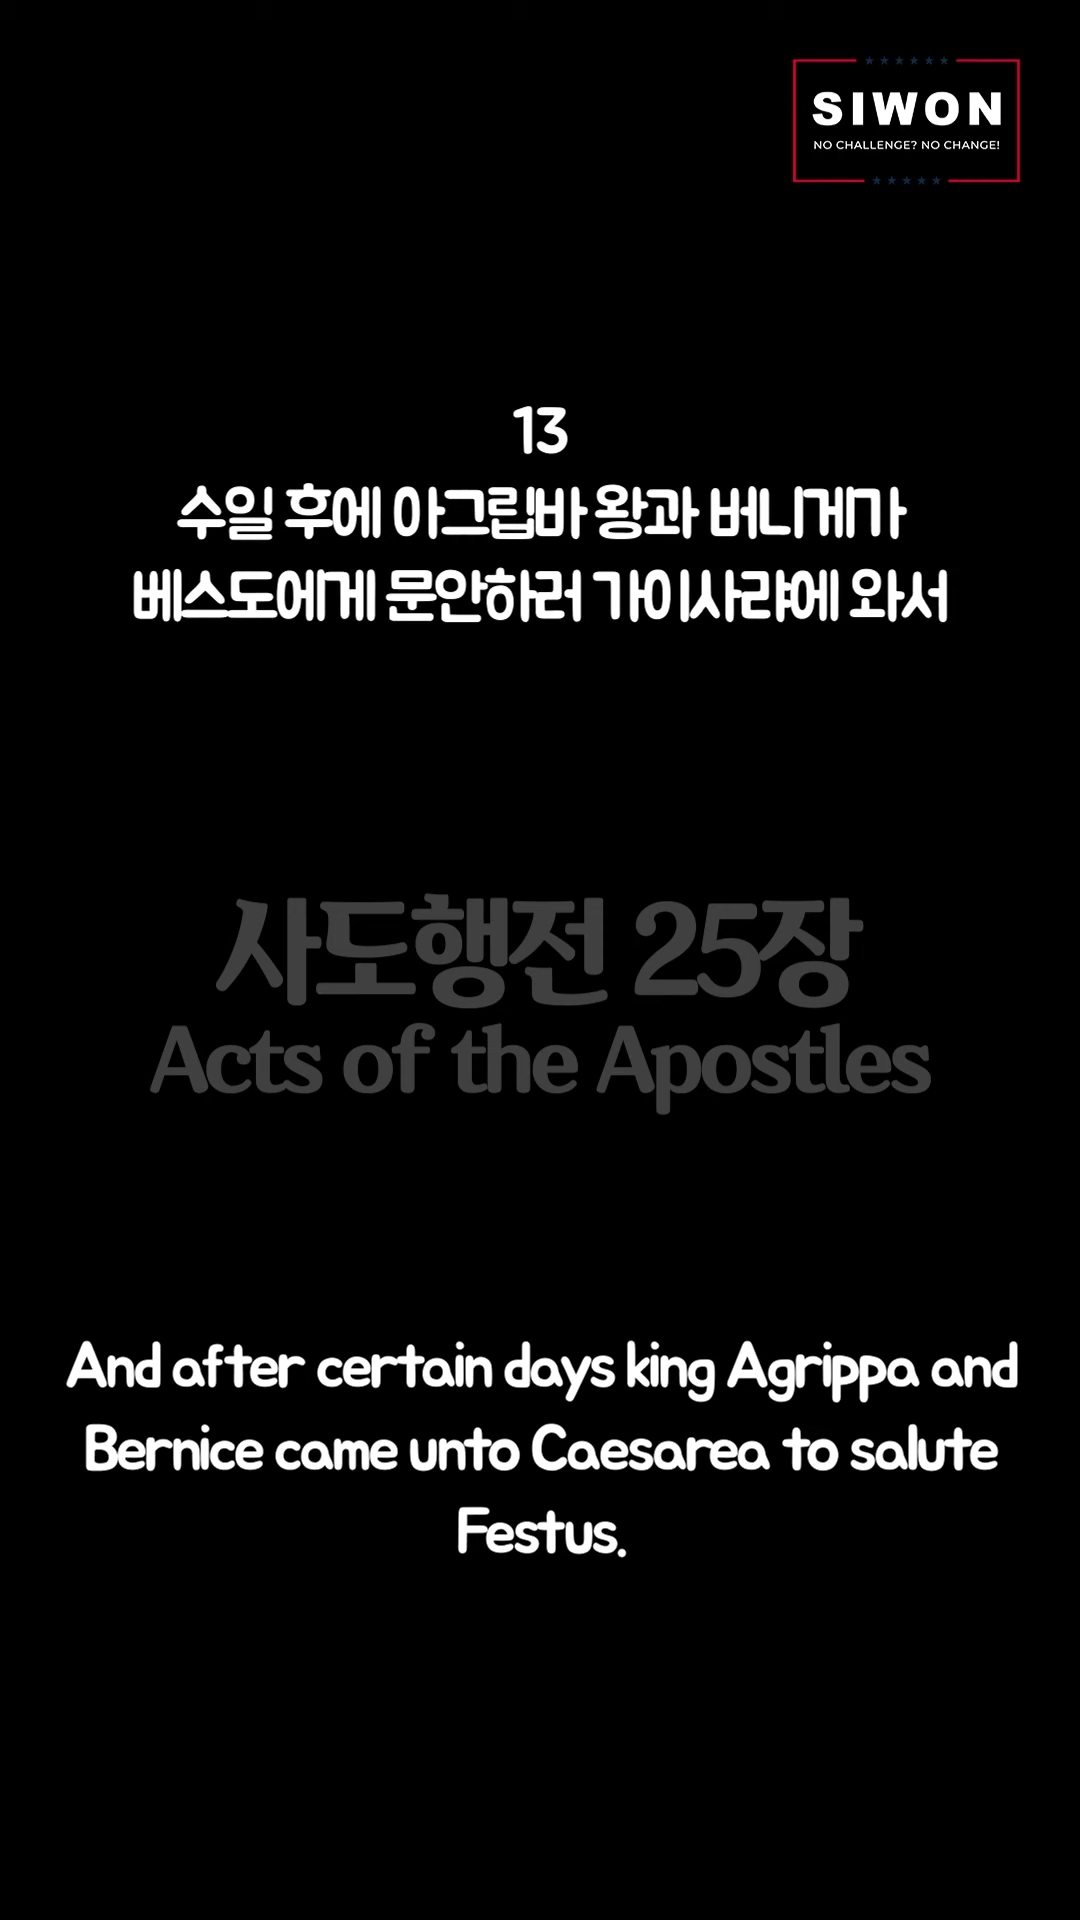 SIWON
NO CHALLENGE? NO CHANGE!
13
수일 후에 아그립바 왕과 버니게가
베스도에게 문안하러 가이사랴에 와서
사도행전 25장
Acts of the Apostles
And after certain days king Agrippa and
Bernice came unto Caesarea to salute
Festus.